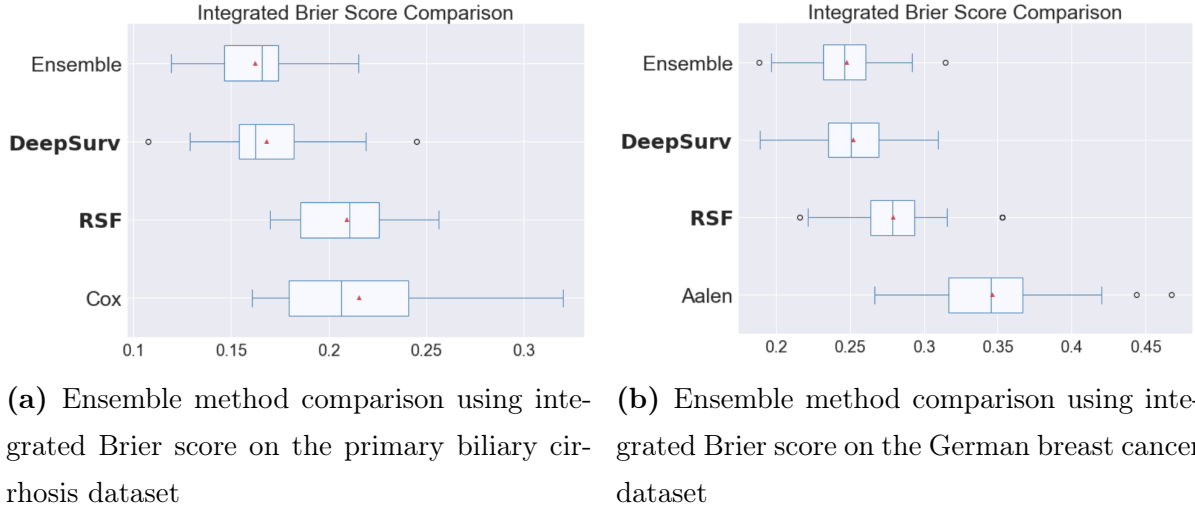 Integrated Brier Score Comparison
Ensemble
DeepSurv
RSF
Cox
0.1 0.15 0.2 0.25 0.3
(a) Ensemble method comparison using inte-
grated Brier score on the primary biliary cir-
rhosis dataset
Integrated Brier Score Comparison
Ensemble
DeepSurv
RSF
Aalen
0.2 0.25 0.3 0.35 0.4 0.45
(b) Ensemble method comparison using inte-
grated Brier score on the German breast cancer
dataset